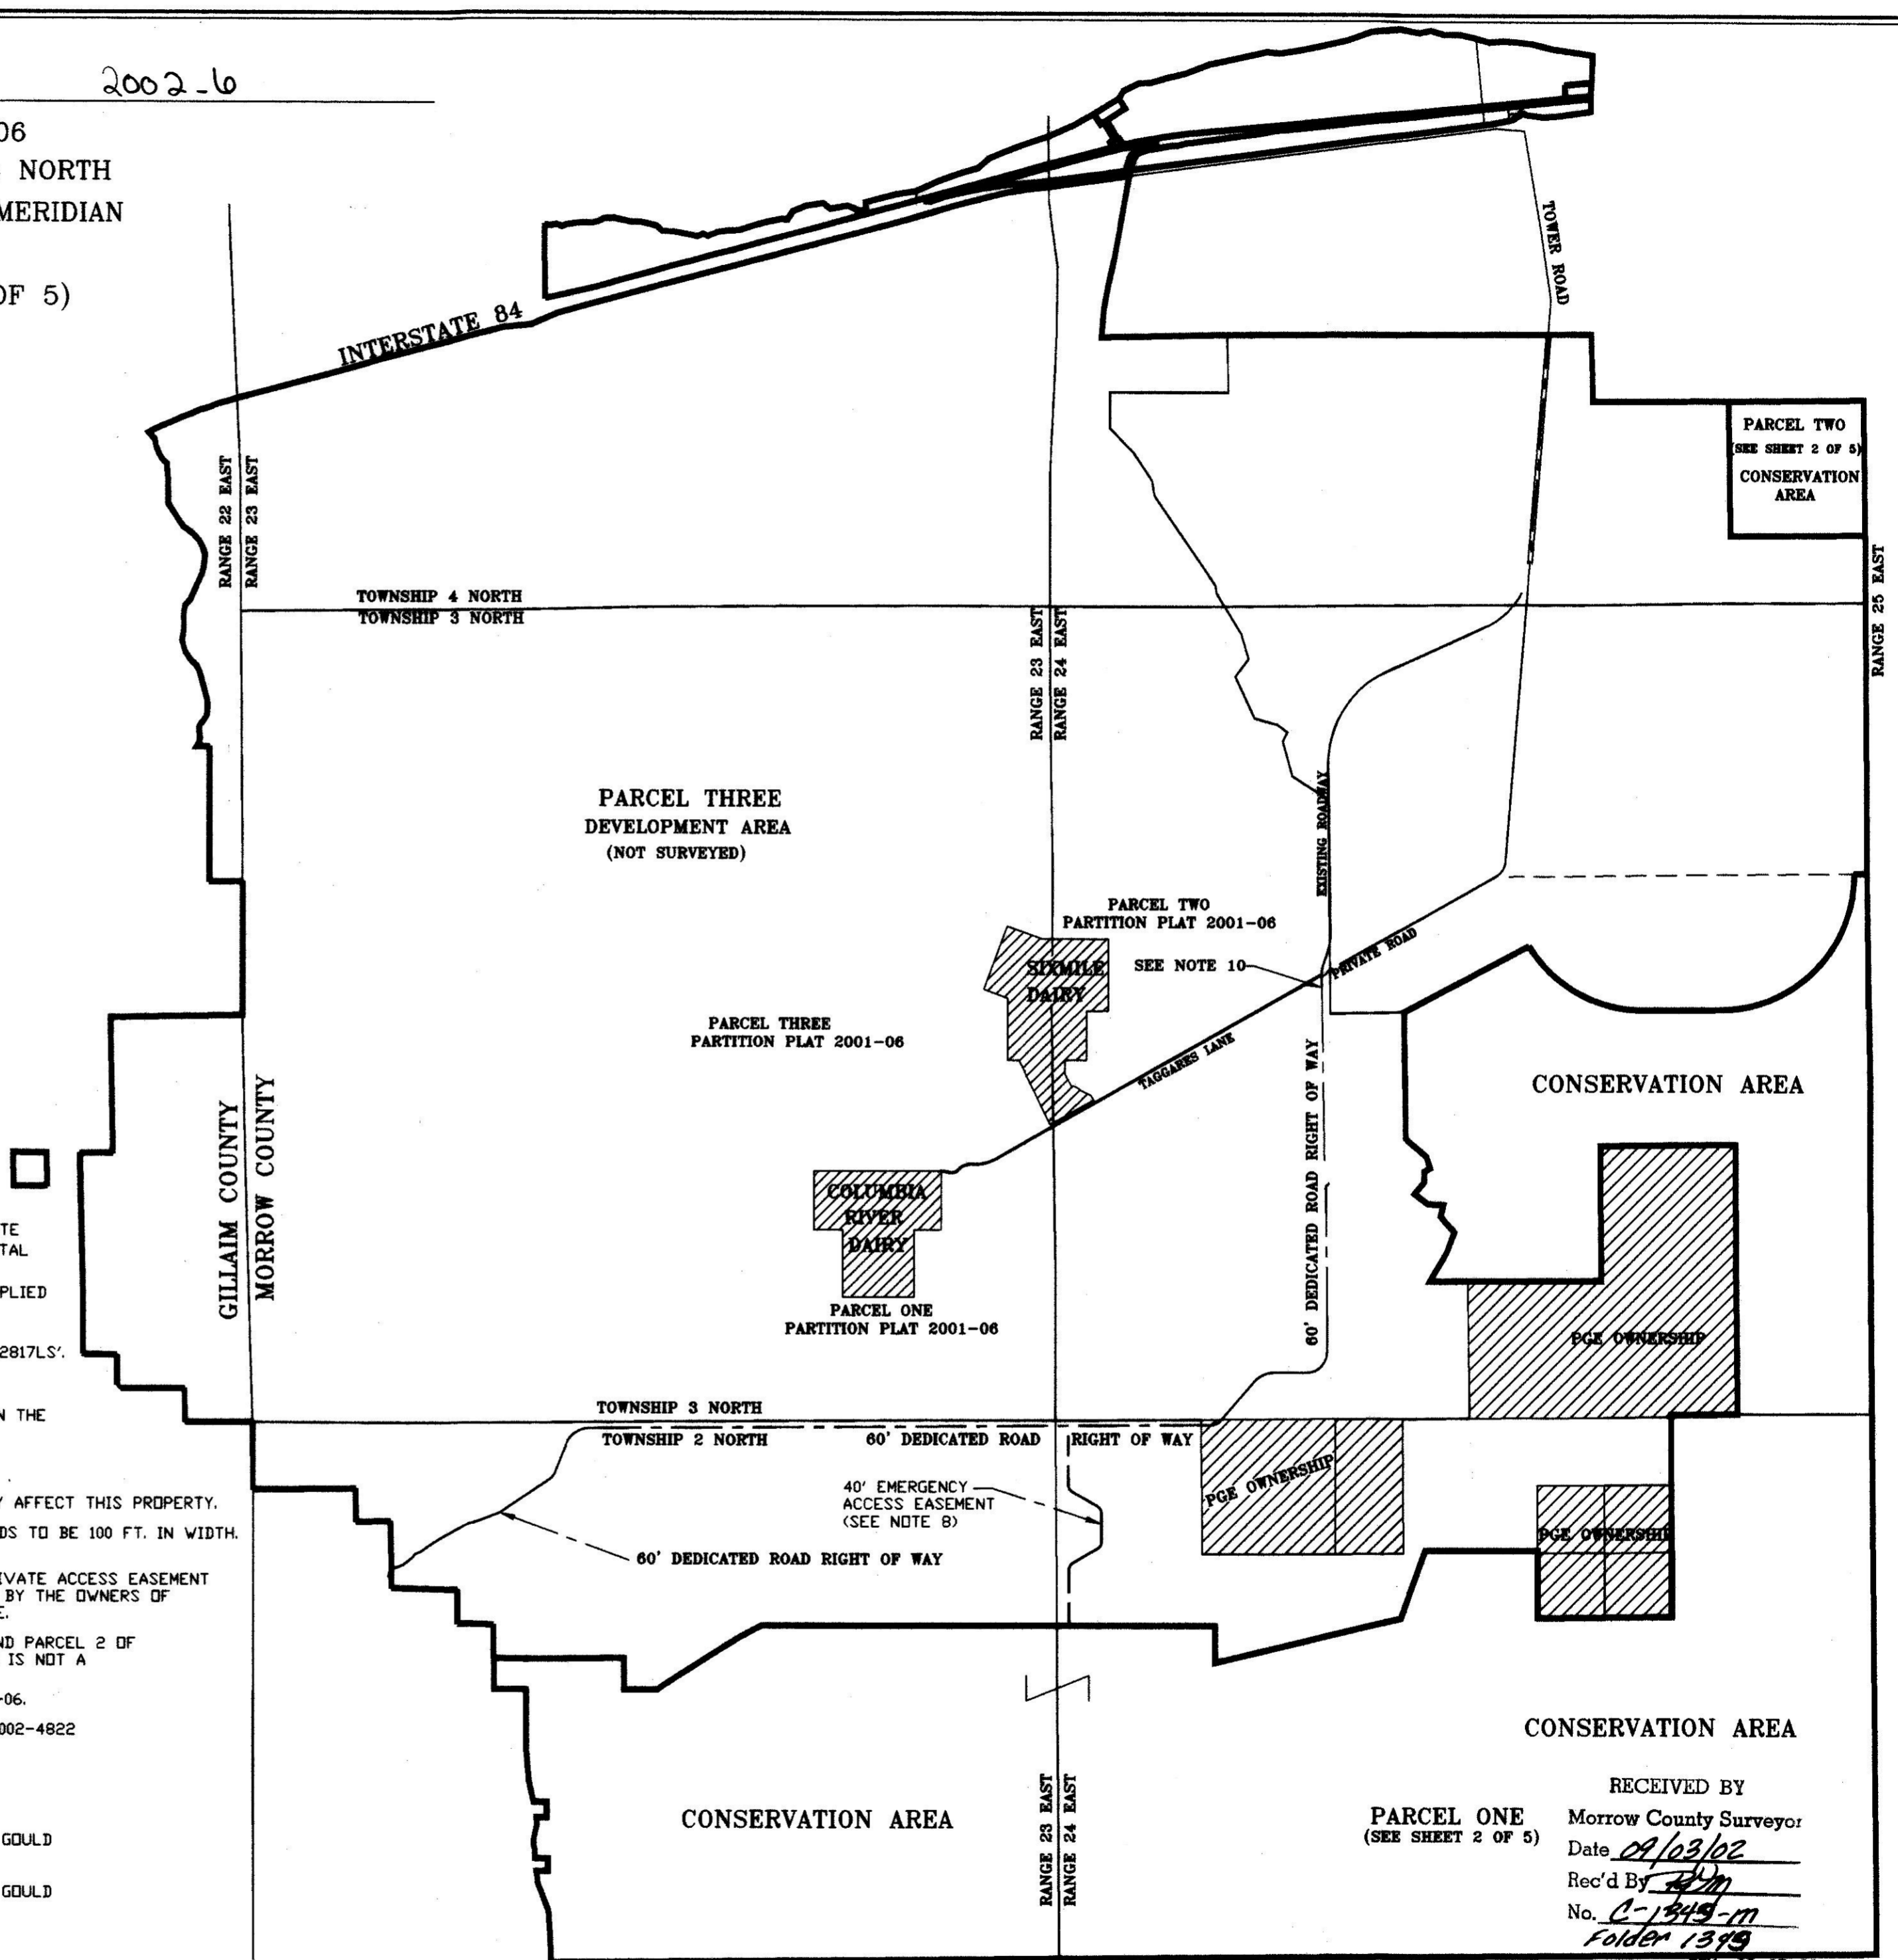 2002-6
06
NORTH
MERIDIAN
OF 5)
INTERSTATE 84
TOWER ROAD
PARCEL TWO
(SEE SHEET 2 OF 5)
CONSERVATION
AREA
RANGE 22 EAST
RANGE 23 EAST
RANGE 25 EAST
TOWNSHIP 4 NORTH
TOWNSHIP 3 NORTH
RANGE 23 EAST
RANGE 24 EAST
PARCEL THREE
DEVELOPMENT AREA
(NOT SURVEYED)
EXISTING ROADWAY
PARCEL TWO
PARTITION PLAT 2001-06
SIXMILE
DAIRY
SEE NOTE 10
PRIVATE ROAD
PARCEL THREE
PARTITION PLAT 2001-06
TAGGARES LANE
60' DEDICATED ROAD RIGHT OF WAY
CONSERVATION AREA
GILLAIM COUNTY
MORROW COUNTY
COLUMBIA
RIVER
DAIRY
PARCEL ONE
PARTITION PLAT 2001-06
PGE OWNERSHIP
TE
TAL
PLIED
2817LS'.
N THE
Y AFFECT THIS PROPERTY.
DS TO BE 100 FT. IN WIDTH.
IVATE ACCESS EASEMENT
BY THE OWNERS OF
E.
ND PARCEL 2 OF
IS NOT A
-06.
002-4822
GOULD
GOULD
TOWNSHIP 3 NORTH
TOWNSHIP 2 NORTH
60' DEDICATED ROAD RIGHT OF WAY
PGE OWNERSHIP
40' EMERGENCY
ACCESS EASEMENT
(SEE NOTE 8)
60' DEDICATED ROAD RIGHT OF WAY
PGE OWNERSHIP
CONSERVATION AREA
RANGE 23 EAST
RANGE 24 EAST
CONSERVATION AREA
PARCEL ONE
(SEE SHEET 2 OF 5)
RECEIVED BY
Morrow County Surveyor
Date 09/03/02
Rec'd By
No. C-1349-M
Folder 1349